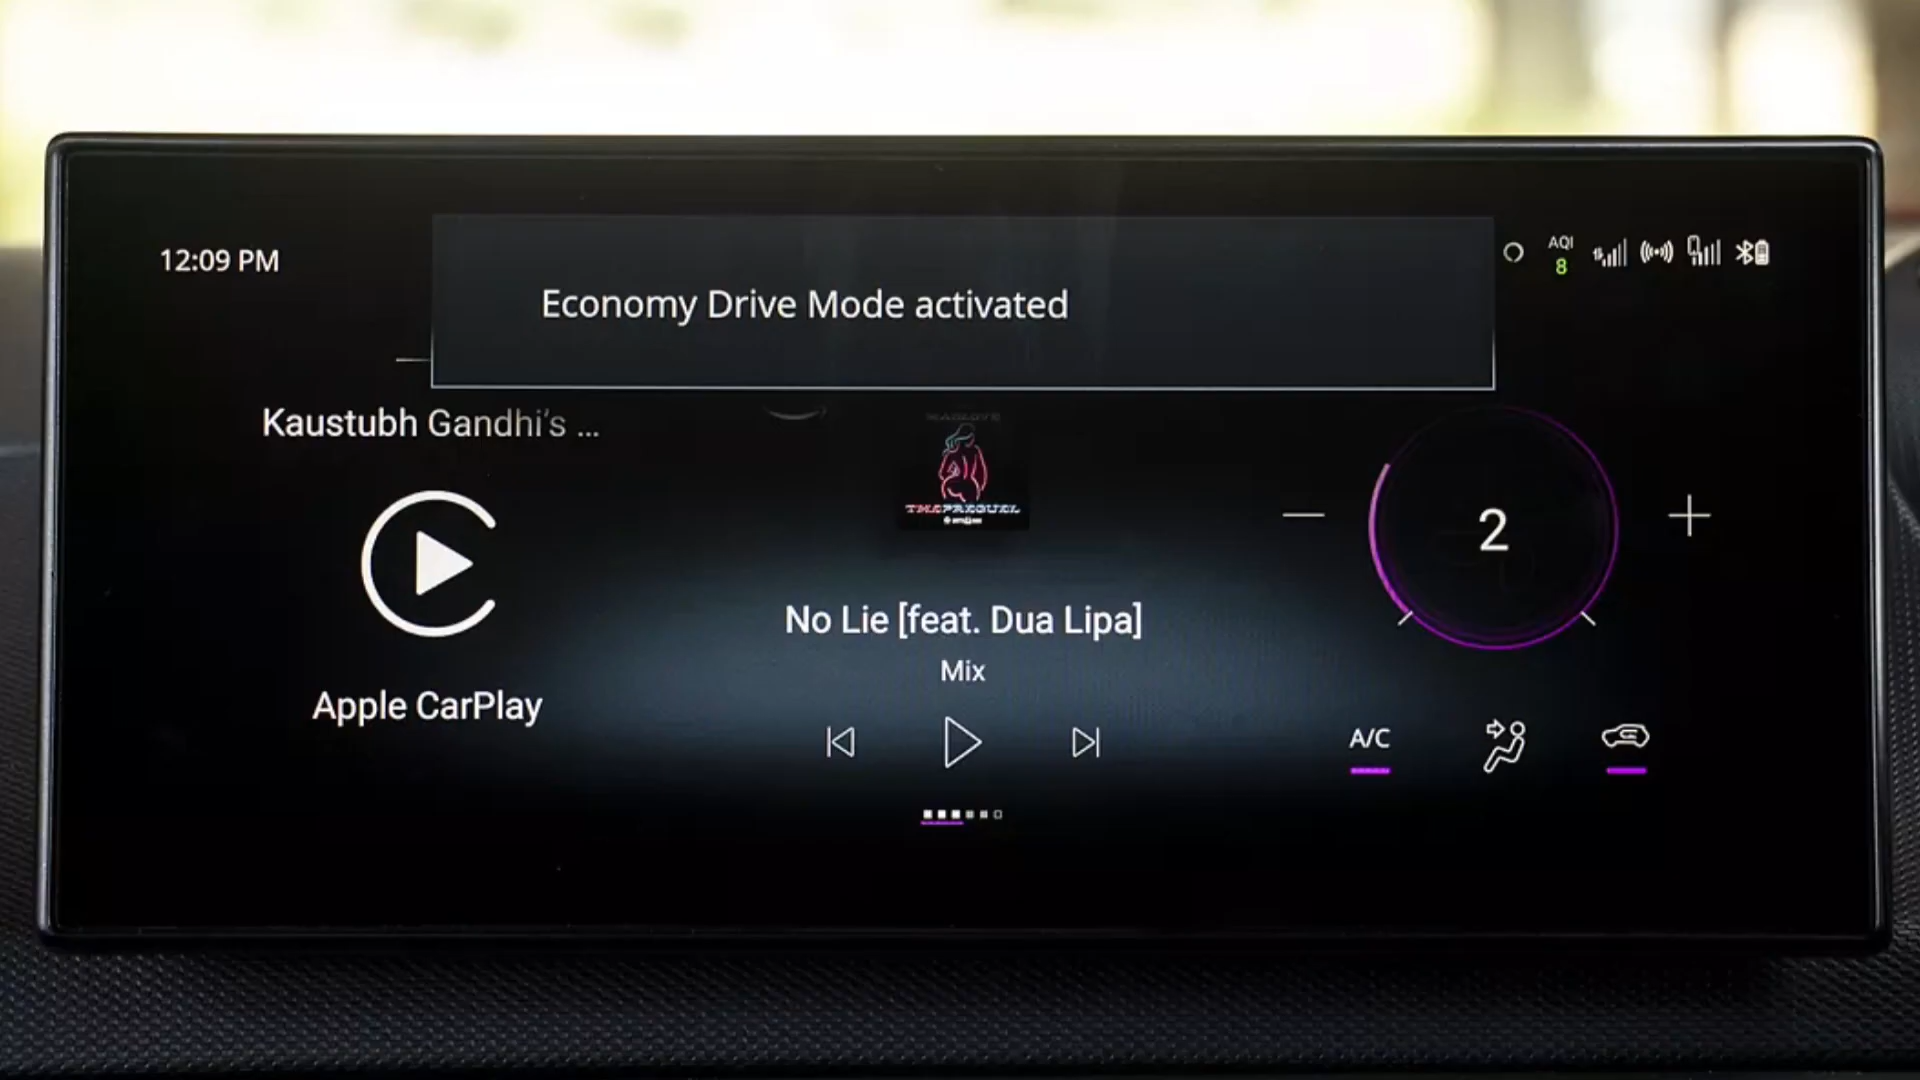 12:09 PM
Economy Drive Mode activated
AQI
8
Kaustubh Gandhi's ...
Apple CarPlay
THEPREQUEL
No Lie [feat. Dua Lipa]
Mix
2
A/C